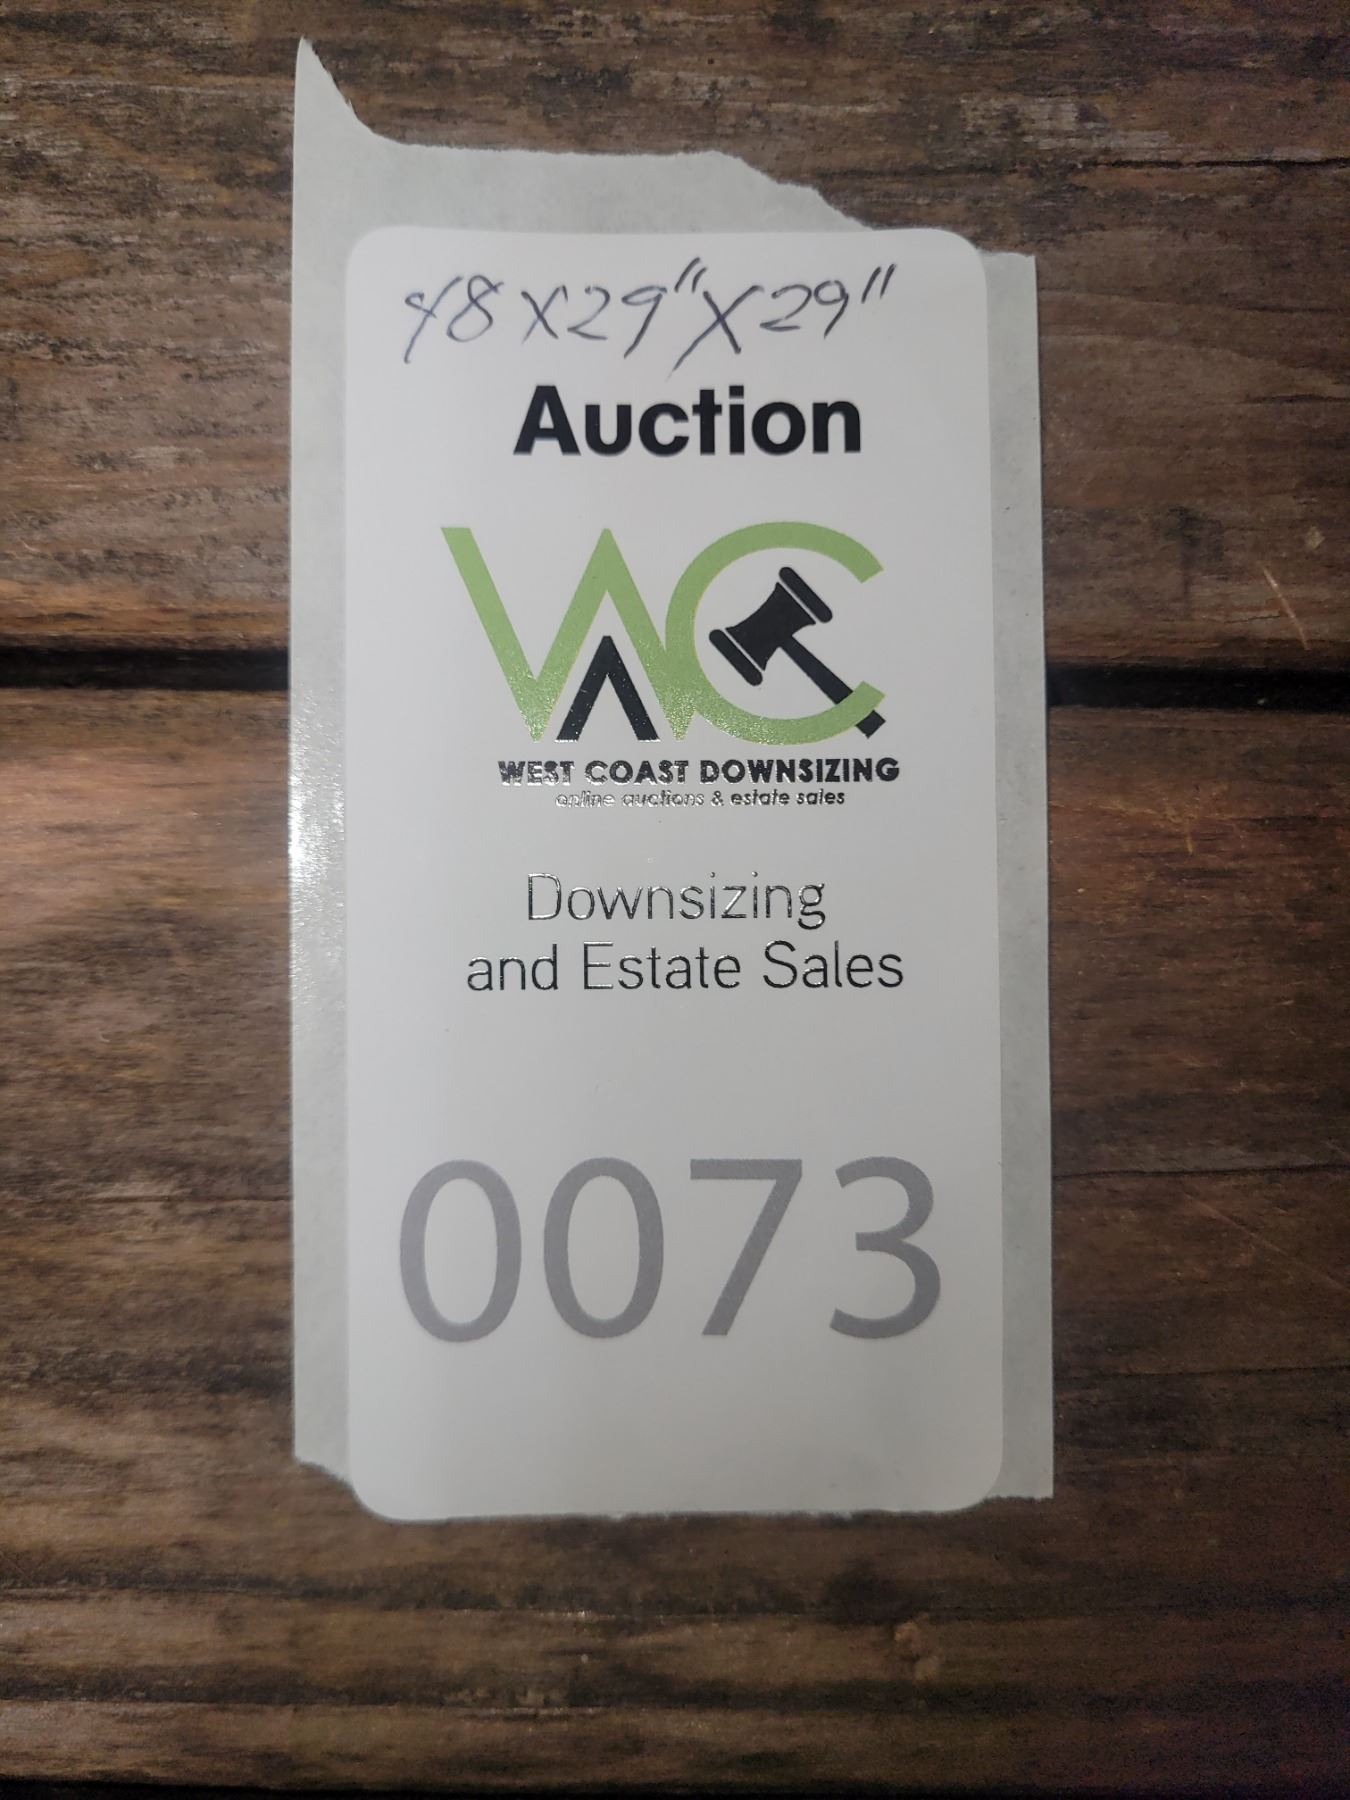 48 X 29" X 29"
Auction
WC
WEST COAST DOWNSIZING
online auctions & estate sales
Downsizing
and Estate Sales
0073